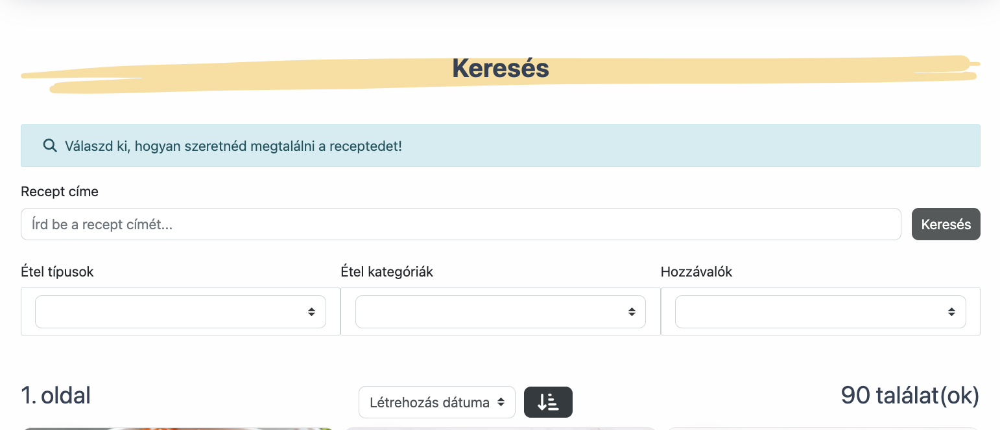 Keresés
Válaszd ki, hogyan szeretnéd megtalálni a receptedet!
Recept címe
Írd be a recept címét...
Keresés
Étel típusok
Étel kategóriák
Hozzávalók
1. oldal
Létrehozás dátuma
90 találat(ok)